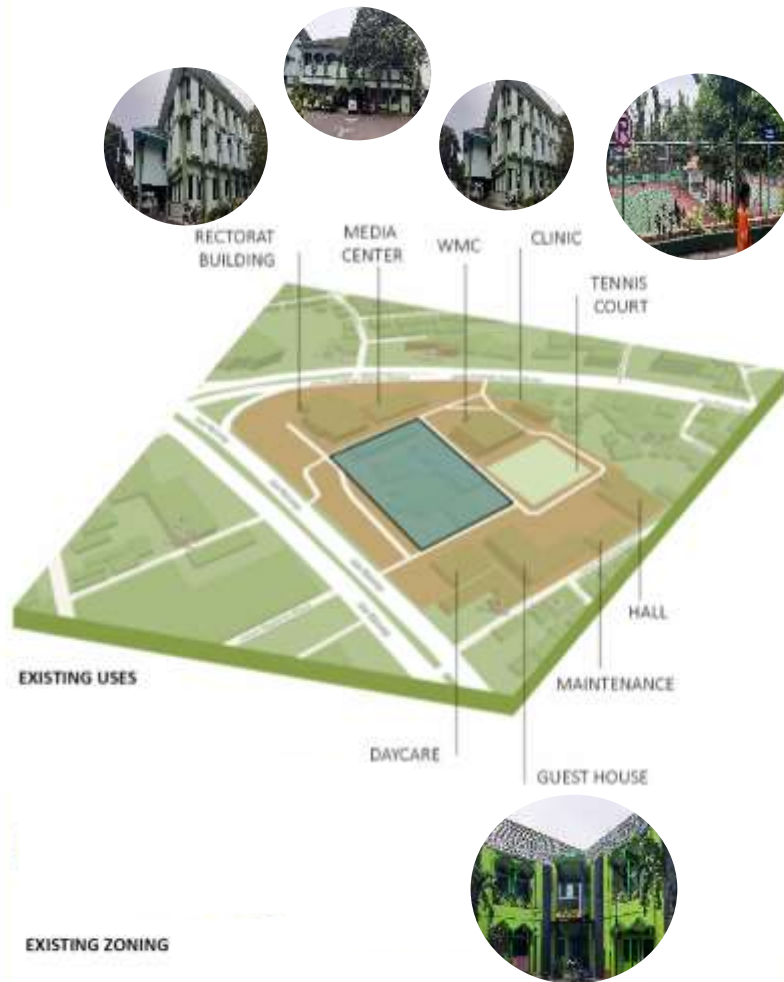 RECTORAT
BUILDING
MEDIA
CENTER
WMC
CLINIC
TENNIS
COURT
HALL
MAINTENANCE
EXISTING USES
DAYCARE
GUEST HOUSE
EXISTING ZONING